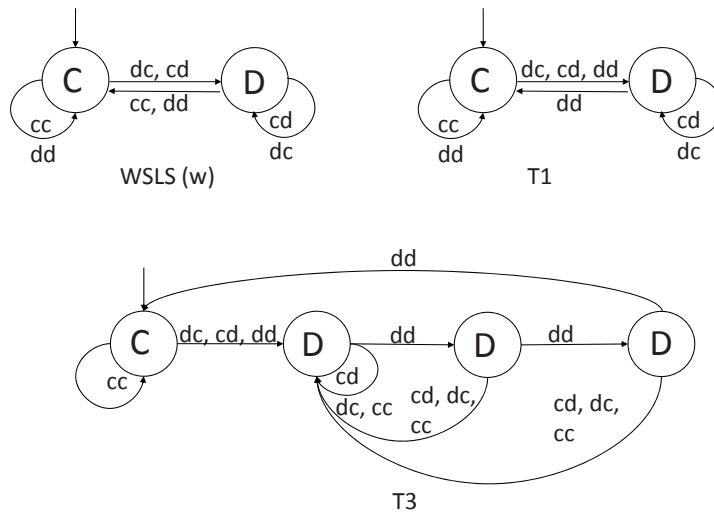 C
dc, cd
D
cc, dd
cc
dd
cd
dc
WSLS (w)
C
dc, cd, dd
D
dd
cc
dd
cd
dc
T1
dd
C
dc, cd, dd
D
dd
D
dd
D
cc
cd
dc, cc
cd, dc,
cc
cd, dc,
cc
T3